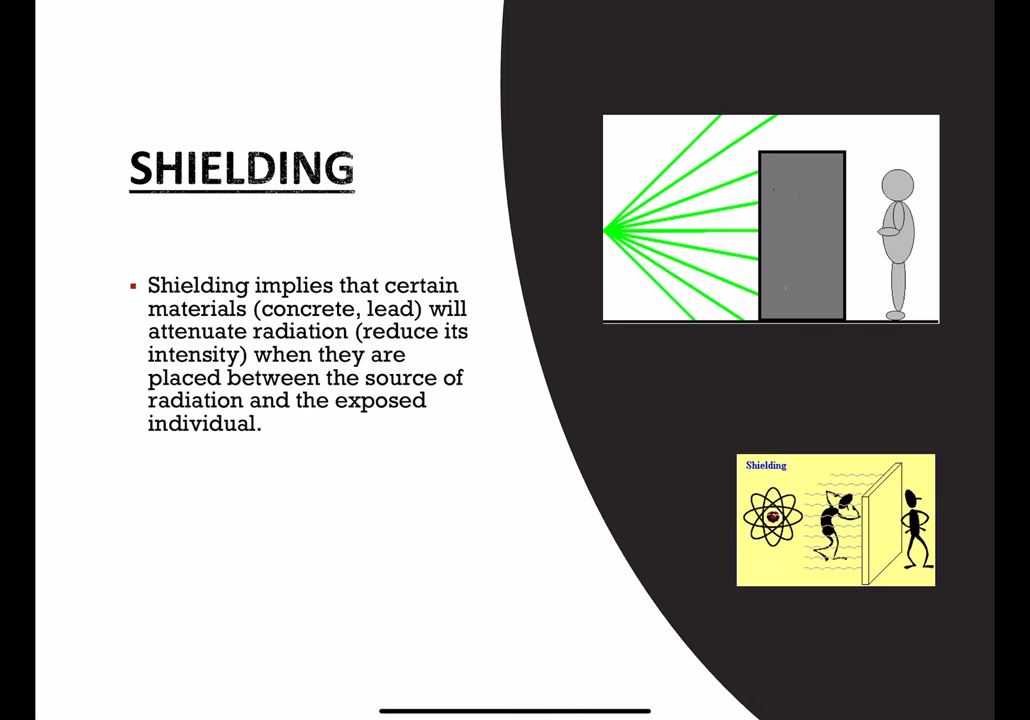 SHIELDING
▪ Shielding implies that certain
materials (concrete, lead) will
attenuate radiation (reduce its
intensity) when they are
placed between the source of
radiation and the exposed
individual.
Shielding